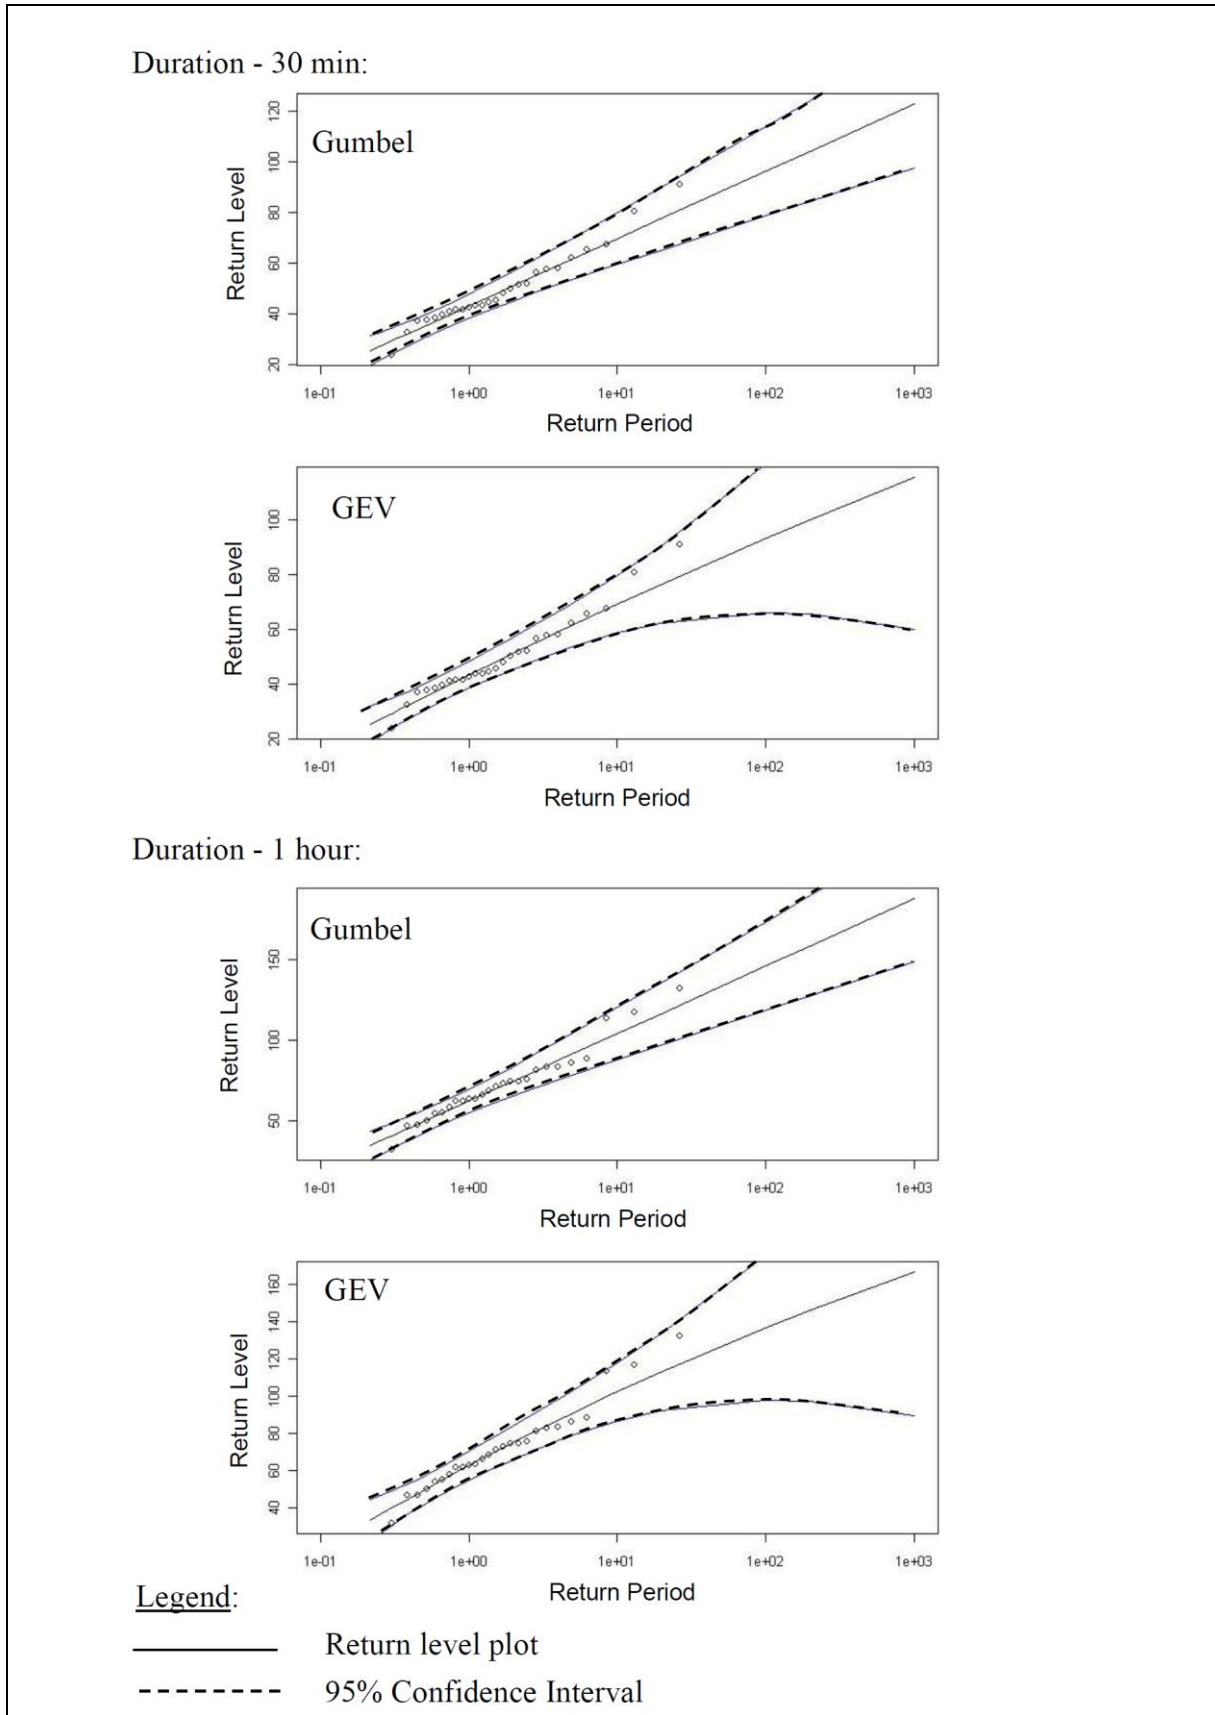 Duration - 30 min:
Gumbel
Return Level
120
100
80
60
40
20
1e-01 1e+00 1e+01 1e+02 1e+03
Return Period
GEV
Return Level
100
80
60
40
20
1e-01 1e+00 1e+01 1e+02 1e+03
Return Period
Duration - 1 hour:
Gumbel
Return Level
150
100
50
1e-01 1e+00 1e+01 1e+02 1e+03
Return Period
GEV
Return Level
160
140
120
100
80
60
40
1e-01 1e+00 1e+01 1e+02 1e+03
Return Period
Legend:
Return level plot
95% Confidence Interval